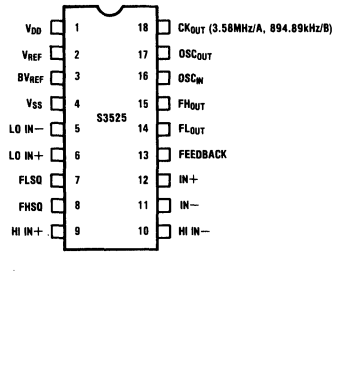 VDD 1 18 CKOUT (3.58MHz/A, 894.89kHz/B)
VREF 2 17 OSCOUT
BVREF 3 16 OSCIN
VSS 4 15 FHOUT
S3525
LO IN− 5 14 FLOUT
LO IN+ 6 13 FEEDBACK
FLSQ 7 12 IN+
FHSQ 8 11 IN−
HI IN+ 9 10 HI IN−